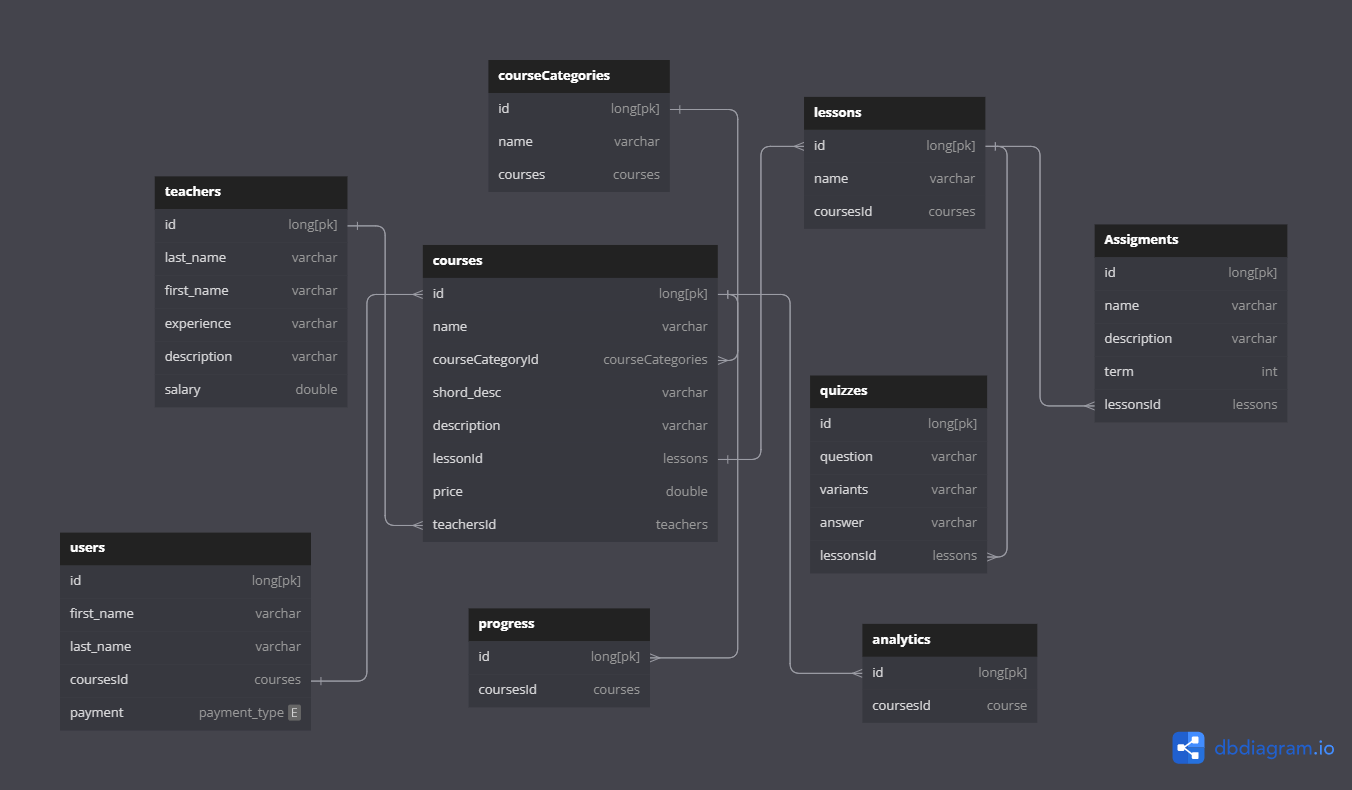 courseCategories
id long[pk]
name varchar
courses courses
lessons
id long[pk]
name varchar
coursesId courses
teachers
id long[pk]
last_name varchar
first_name varchar
experience varchar
description varchar
salary double
courses
id long[pk]
name varchar
courseCategoryId courseCategories
shord_desc varchar
description varchar
lessonId lessons
price double
teachersId teachers
Assigments
id long[pk]
name varchar
description varchar
term int
lessonsId lessons
quizzes
id long[pk]
question varchar
variants varchar
answer varchar
lessonsId lessons
users
id long[pk]
first_name varchar
last_name varchar
coursesId courses
payment payment_type E
progress
id long[pk]
coursesId courses
analytics
id long[pk]
coursesId course
dbdiagram.io